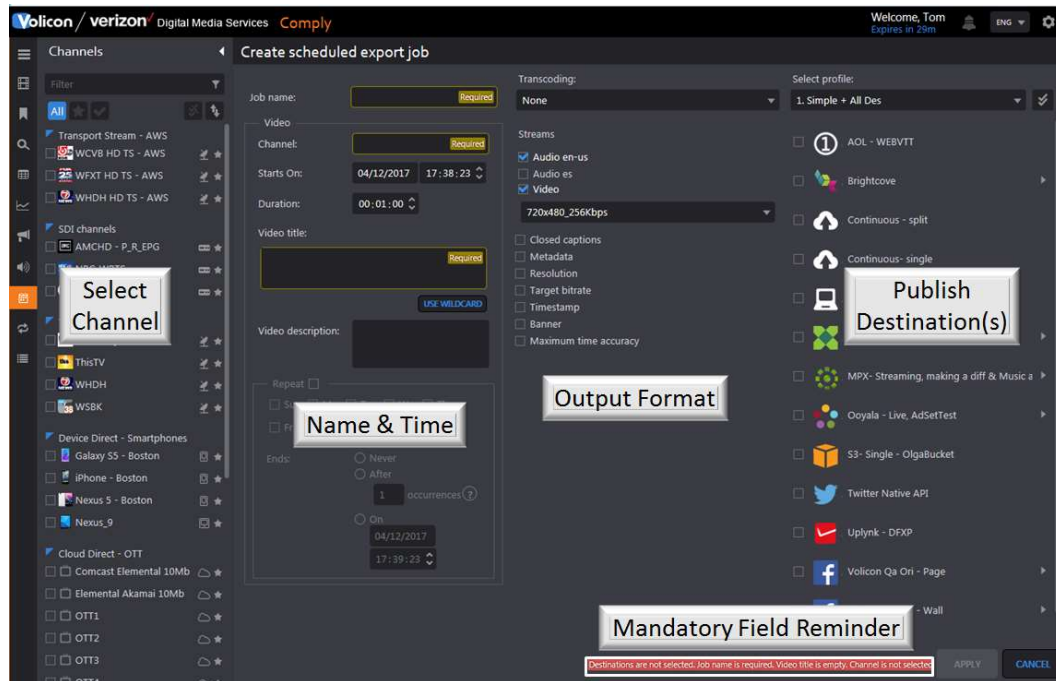 Volicon / verizon✓ Digital Media Services Comply
Welcome, Tom
Expires in 29m
ENG
Channels
Create scheduled export job
Filter
All
Transport Stream - AWS
WCVB HD TS - AWS
WFXT HD TS - AWS
WHDH HD TS - AWS
SDI channels
AMCHD - P_R_EPG
Select
Channel
ThisTV
WHDH
WSBK
Device Direct - Smartphones
Galaxy S5 - Boston
iPhone - Boston
Nexus 5 - Boston
Nexus_9
Cloud Direct - OTT
Comcast Elemental 10Mb
Elemental Akamai 10Mb
OTT1
OTT2
OTT3
Job name:
Required
Video
Channel:
Required
Starts On:
04/12/2017
17:38:23
Duration:
00:01:00
Video title:
Required
USE WILDCARD
Video description:
Repeat
Name & Time
Ends:
Never
After
1
occurrences
?
On
04/12/2017
17:39:23
Transcoding:
None
Streams
Audio en-us
Audio es
Video
720x480_256Kbps
Closed captions
Metadata
Resolution
Target bitrate
Timestamp
Banner
Maximum time accuracy
Output Format
Select profile:
1. Simple + All Des
AOL - WEBVTT
Brightcove
Continuous - split
Continuous- single
Publish
Destination(s)
MPX- Streaming, making a diff & Music a
Ooyala - Live, AdSetTest
S3- Single - OlgaBucket
Twitter Native API
Uplynk - DFXP
Volicon Qa Ori - Page
- Wall
Mandatory Field Reminder
Destinations are not selected. Job name is required. Video title is empty. Channel is not selected
APPLY
CANCEL